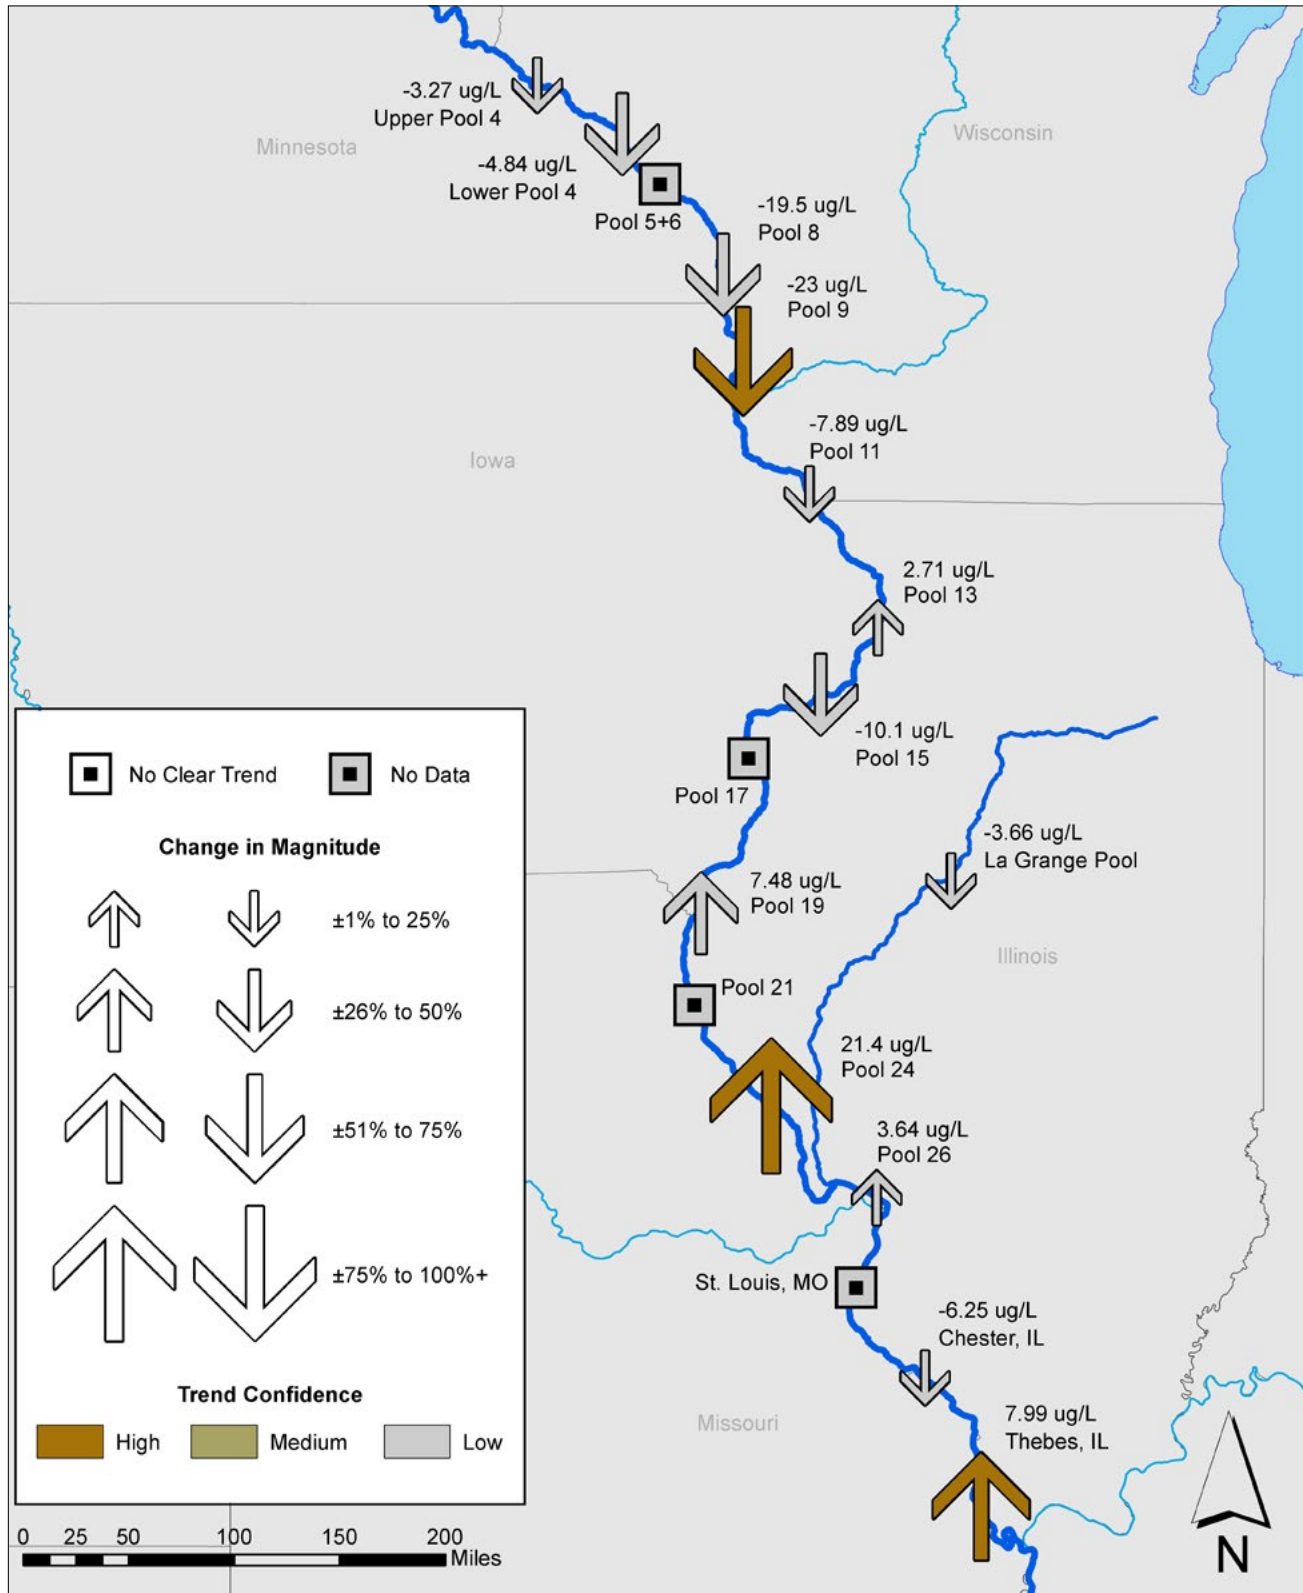 -3.27 ug/L
Upper Pool 4
Minnesota
Wisconsin
-4.84 ug/L
Lower Pool 4
Pool 5+6
-19.5 ug/L
Pool 8
-23 ug/L
Pool 9
-7.89 ug/L
Pool 11
Iowa
2.71 ug/L
Pool 13
-10.1 ug/L
Pool 15
Pool 17
-3.66 ug/L
La Grange Pool
7.48 ug/L
Pool 19
Illinois
Pool 21
21.4 ug/L
Pool 24
3.64 ug/L
Pool 26
St. Louis, MO
-6.25 ug/L
Chester, IL
Missouri
7.99 ug/L
Thebes, IL
No Clear Trend
No Data
Change in Magnitude
±1% to 25%
±26% to 50%
±51% to 75%
±75% to 100%+
Trend Confidence
High
Medium
Low
0 25 50 100 150 200
Miles
N